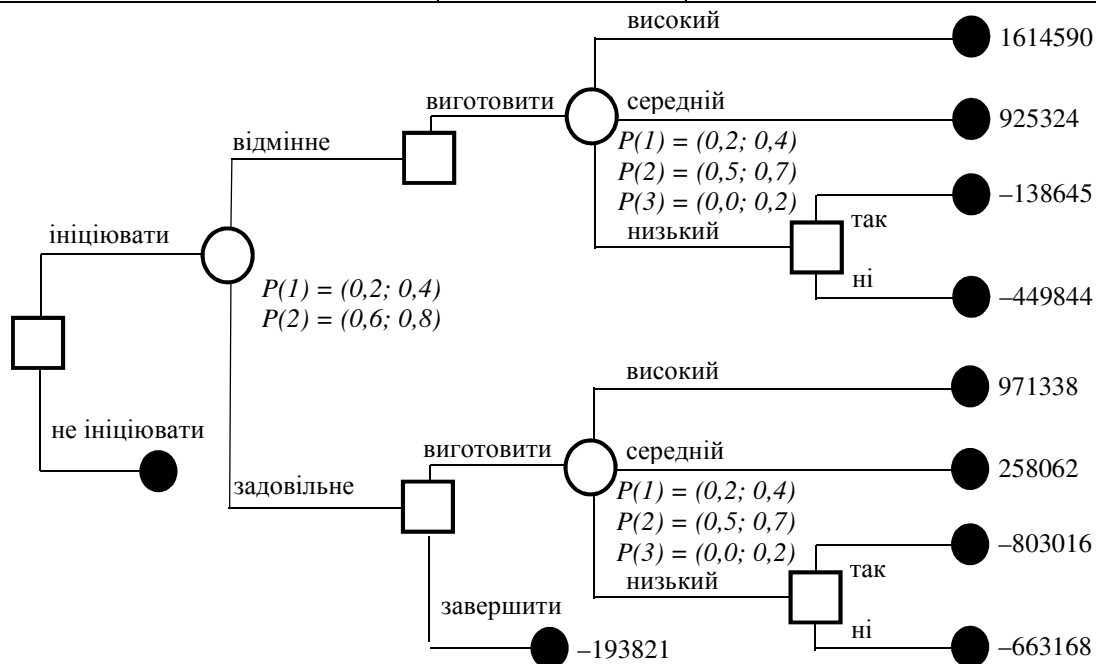 високий
1614590
виготовити
середній
925324
відмінне
P(1) = (0,2; 0,4)
P(2) = (0,5; 0,7)
P(3) = (0,0; 0,2)
–138645
так
низький
ні
–449844
ініціювати
P(1) = (0,2; 0,4)
P(2) = (0,6; 0,8)
не ініціювати
високий
971338
виготовити
середній
258062
задовільне
P(1) = (0,2; 0,4)
P(2) = (0,5; 0,7)
P(3) = (0,0; 0,2)
–803016
так
низький
завершити
ні
–193821
–663168